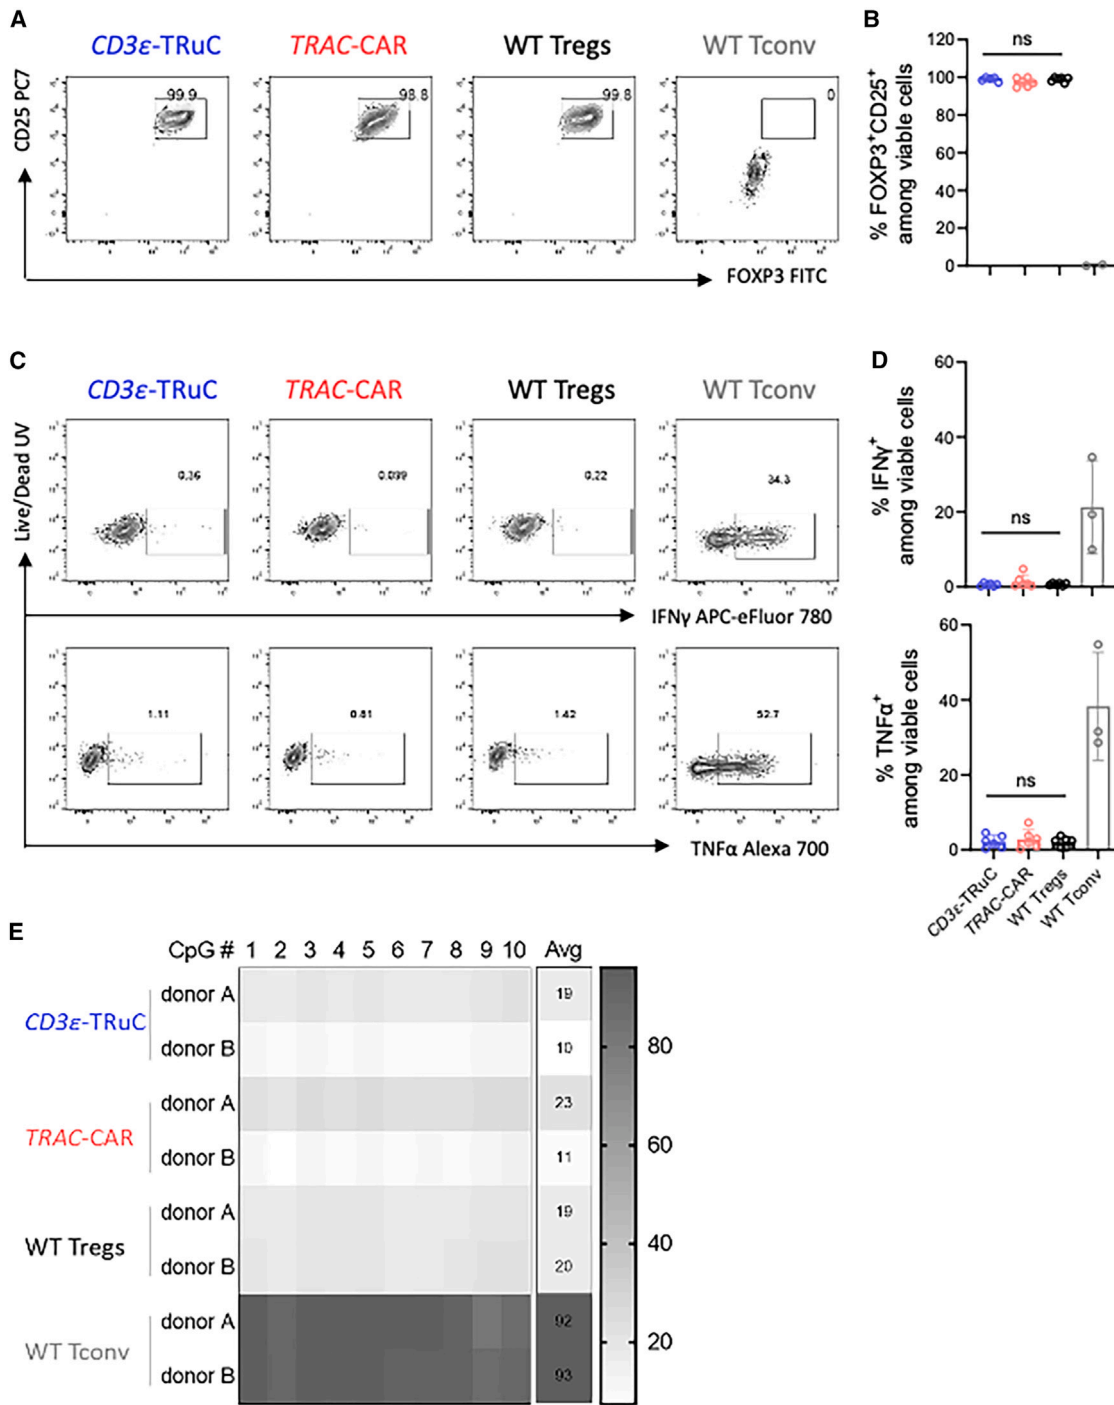 A
CD3ε-TRuC
TRAC-CAR
WT Tregs
WT Tconv
CD25 PC7
99.9
98.8
99.8
0
FOXP3 FITC
B
% FOXP3+CD25+
among viable cells
ns
120
100
80
60
40
20
0
C
CD3ε-TRuC
TRAC-CAR
WT Tregs
WT Tconv
Live/Dead UV
0.36
0.099
0.22
34.3
IFNγ APC-eFluor 780
1.11
0.81
1.42
52.7
TNFα Alexa 700
D
% IFNγ+
among viable cells
ns
60
40
20
0
% TNFα+
among viable cells
ns
60
40
20
0
CD3ε-TRuC
TRAC-CAR
WT Tregs
WT Tconv
E
CpG # 1 2 3 4 5 6 7 8 9 10 Avg
CD3ε-TRuC
donor A 19
donor B 10
TRAC-CAR
donor A 23
donor B 11
WT Tregs
donor A 19
donor B 20
WT Tconv
donor A 92
donor B 93
80
60
40
20